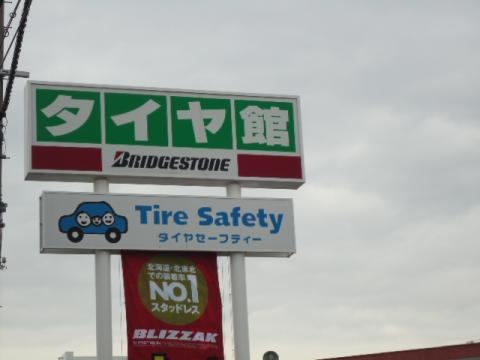 タイヤ館
BRIDGESTONE
Tire Safety
タイヤセーフティー
北海道・北東北
での装着率
NO.1
スタッドレス
BLIZZAK